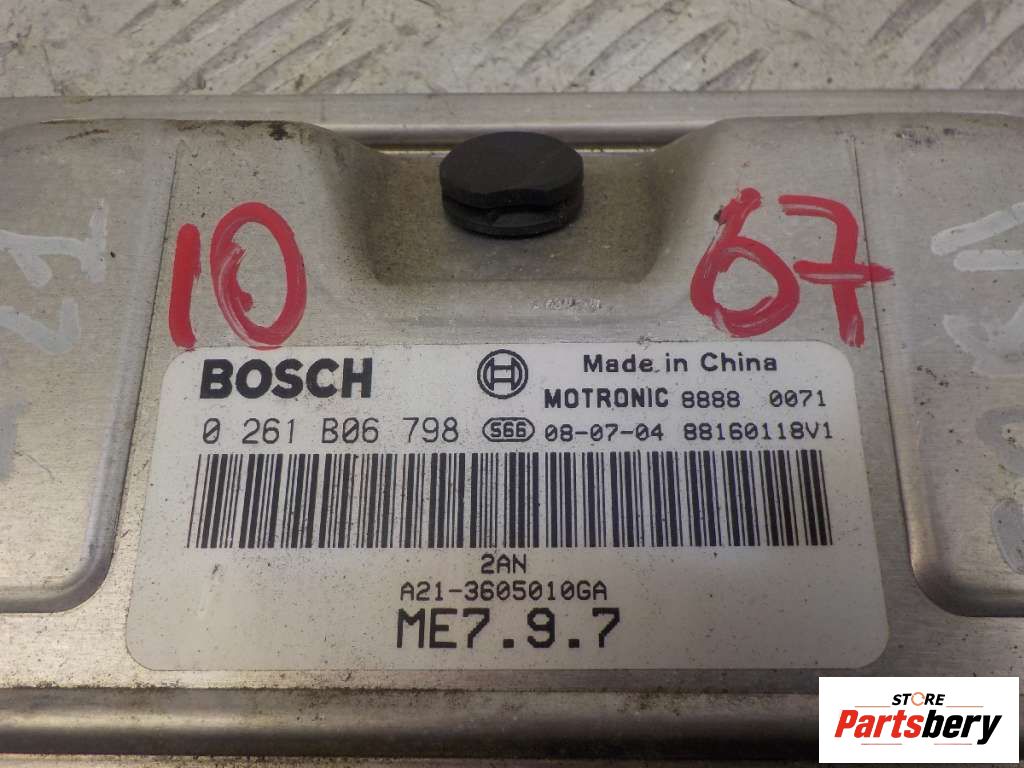 10 67
BOSCH Made in China
MOTRONIC 8888 0071
0 261 B06 798 S66 08-07-04 88160118V1
2AN
A21-3605010GA
ME7.9.7
STORE
Partsbery